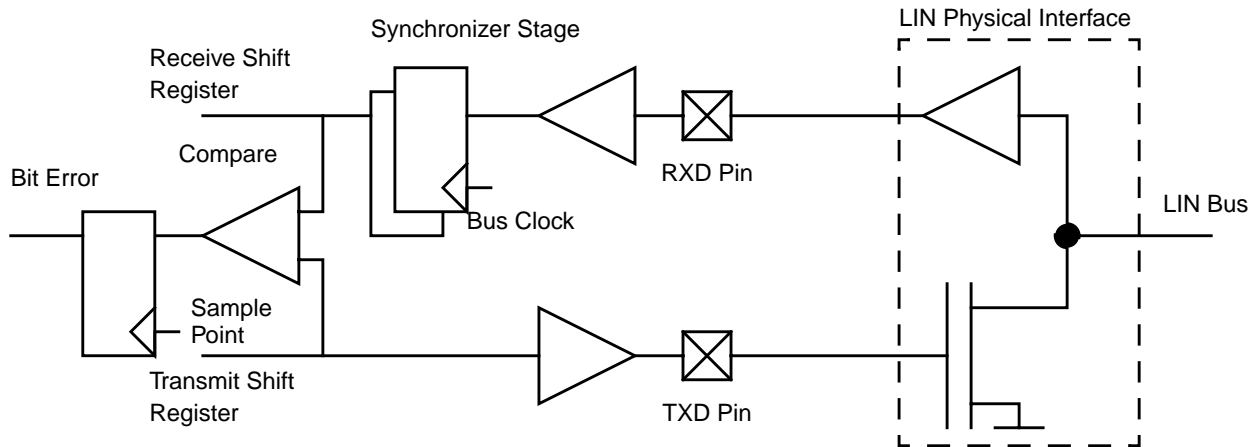 LIN Physical Interface
Synchronizer Stage
Receive Shift
Register
Compare
RXD Pin
Bit Error
LIN Bus
Bus Clock
Sample
Point
Transmit Shift
Register
TXD Pin